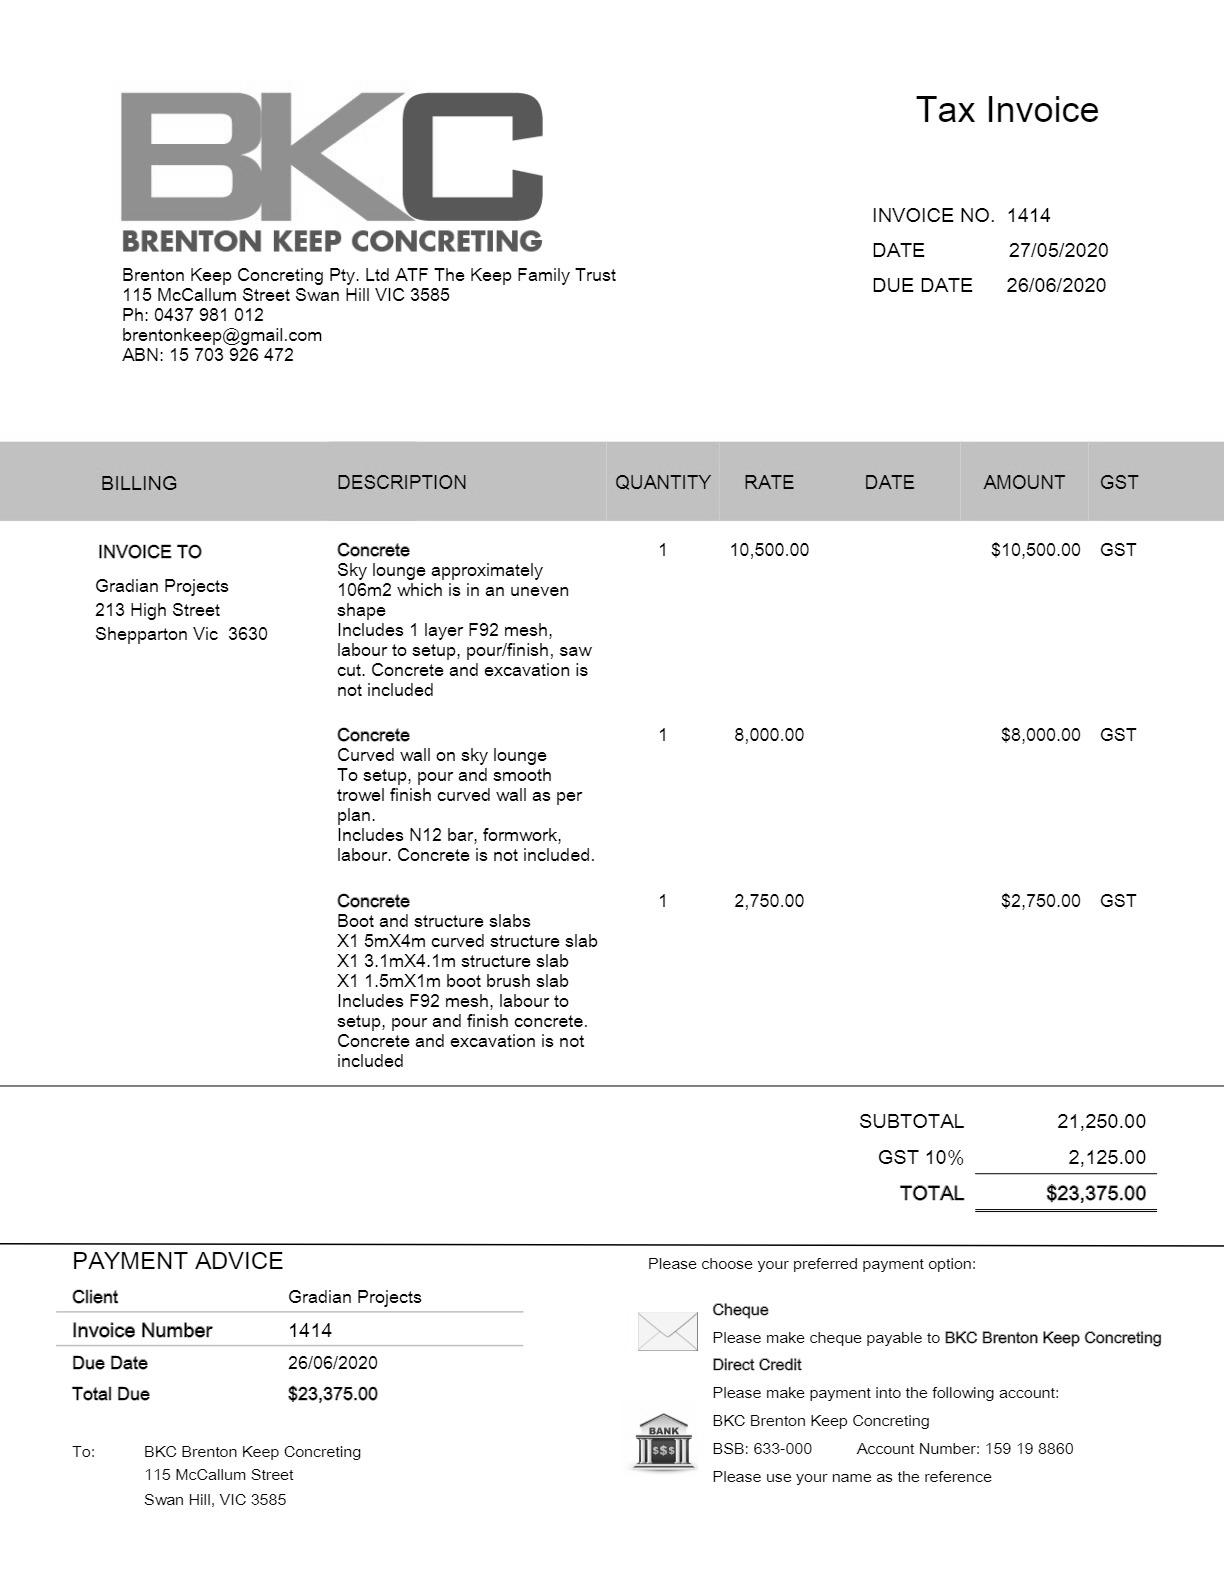 BKC
BRENTON KEEP CONCRETING
Brenton Keep Concreting Pty. Ltd ATF The Keep Family Trust
115 McCallum Street Swan Hill VIC 3585
Ph: 0437 981 012
brentonkeep@gmail.com
ABN: 15 703 926 472
Tax Invoice
INVOICE NO. 1414
DATE 27/05/2020
DUE DATE 26/06/2020
BILLING DESCRIPTION QUANTITY RATE DATE AMOUNT GST
INVOICE TO
Gradian Projects
213 High Street
Shepparton Vic 3630
Concrete 1 10,500.00 $10,500.00 GST
Sky lounge approximately
106m2 which is in an uneven
shape
Includes 1 layer F92 mesh,
labour to setup, pour/finish, saw
cut. Concrete and excavation is
not included
Concrete 1 8,000.00 $8,000.00 GST
Curved wall on sky lounge
To setup, pour and smooth
trowel finish curved wall as per
plan.
Includes N12 bar, formwork,
labour. Concrete is not included.
Concrete 1 2,750.00 $2,750.00 GST
Boot and structure slabs
X1 5mX4m curved structure slab
X1 3.1mX4.1m structure slab
X1 1.5mX1m boot brush slab
Includes F92 mesh, labour to
setup, pour and finish concrete.
Concrete and excavation is not
included
SUBTOTAL 21,250.00
GST 10% 2,125.00
TOTAL $23,375.00
PAYMENT ADVICE
Client Gradian Projects
Invoice Number 1414
Due Date 26/06/2020
Total Due $23,375.00
To: BKC Brenton Keep Concreting
115 McCallum Street
Swan Hill, VIC 3585
Please choose your preferred payment option:
Cheque
Please make cheque payable to BKC Brenton Keep Concreting
Direct Credit
Please make payment into the following account:
BKC Brenton Keep Concreting
BANK
$$$
BSB: 633-000 Account Number: 159 19 8860
Please use your name as the reference